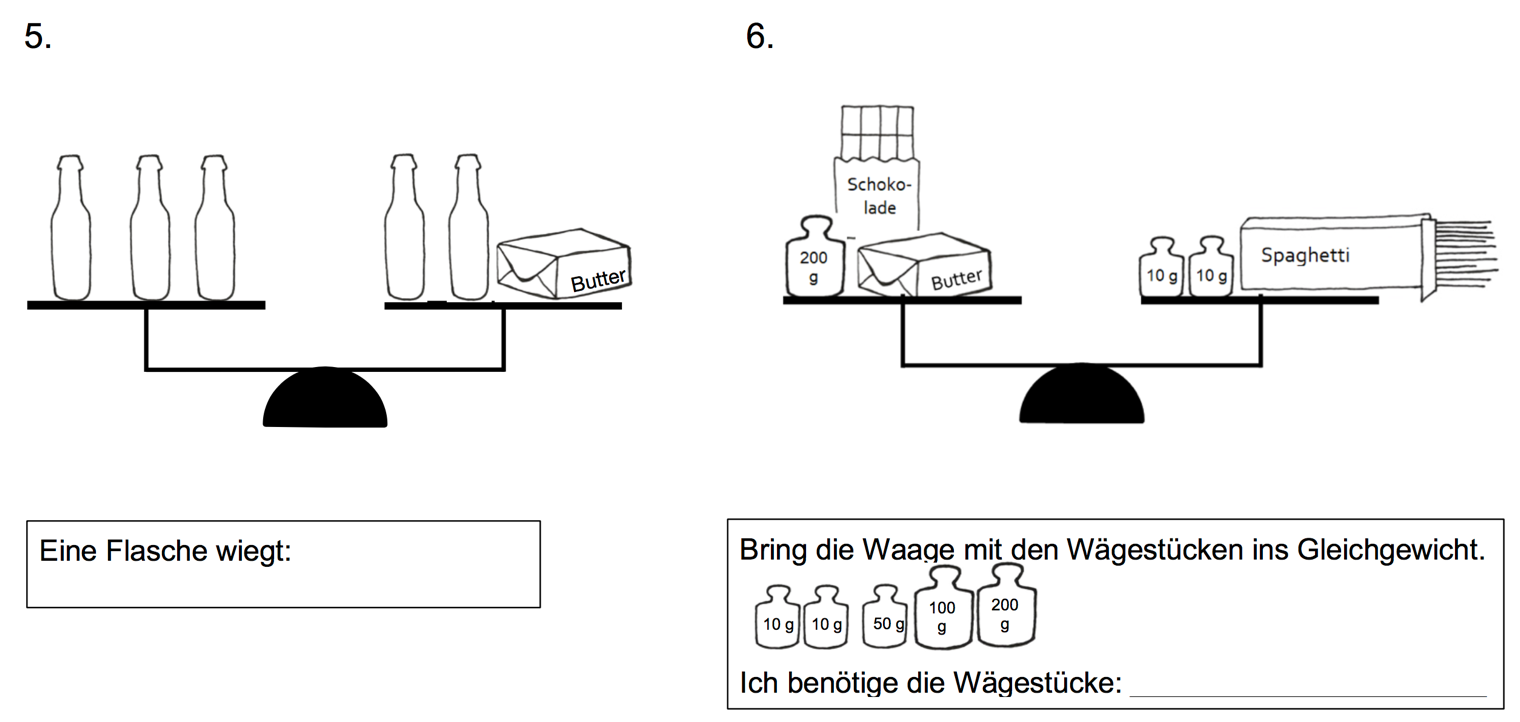 5.
Butter
Eine Flasche wiegt:
6.
Schoko-
lade
200
g
Butter
10 g
10 g
Spaghetti
Bring die Waage mit den Wägestücken ins Gleichgewicht.
10 g
10 g
50 g
100
g
200
g
Ich benötige die Wägestücke: